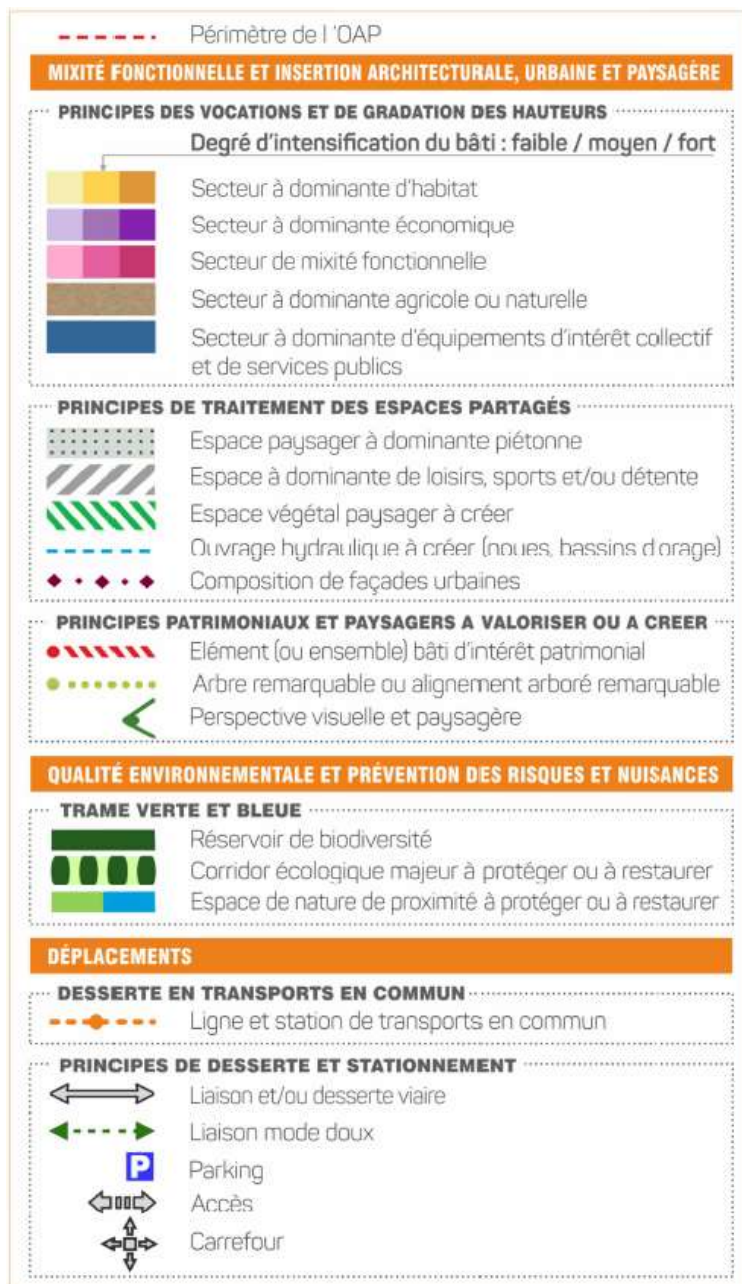 Périmètre de l 'OAP
MIXITÉ FONCTIONNELLE ET INSERTION ARCHITECTURALE, URBAINE ET PAYSAGÈRE
PRINCIPES DES VOCATIONS ET DE GRADATION DES HAUTEURS
Degré d'intensification du bâti : faible / moyen / fort
Secteur à dominante d'habitat
Secteur à dominante économique
Secteur de mixité fonctionnelle
Secteur à dominante agricole ou naturelle
Secteur à dominante d'équipements d'intérêt collectif
et de services publics
PRINCIPES DE TRAITEMENT DES ESPACES PARTAGÉS
Espace paysager à dominante piétonne
Espace à dominante de loisirs, sports et/ou détente
Espace végétal paysager à créer
Ouvrage hydraulique à créer (noues, bassins d'orage)
Composition de façades urbaines
PRINCIPES PATRIMONIAUX ET PAYSAGERS A VALORISER OU A CREER
Elément (ou ensemble) bâti d'intérêt patrimonial
Arbre remarquable ou alignement arboré remarquable
Perspective visuelle et paysagère
QUALITÉ ENVIRONNEMENTALE ET PRÉVENTION DES RISQUES ET NUISANCES
TRAME VERTE ET BLEUE
Réservoir de biodiversité
Corridor écologique majeur à protéger ou à restaurer
Espace de nature de proximité à protéger ou à restaurer
DÉPLACEMENTS
DESSERTE EN TRANSPORTS EN COMMUN
Ligne et station de transports en commun
PRINCIPES DE DESSERTE ET STATIONNEMENT
Liaison et/ou desserte viaire
Liaison mode doux
P Parking
Accès
Carrefour